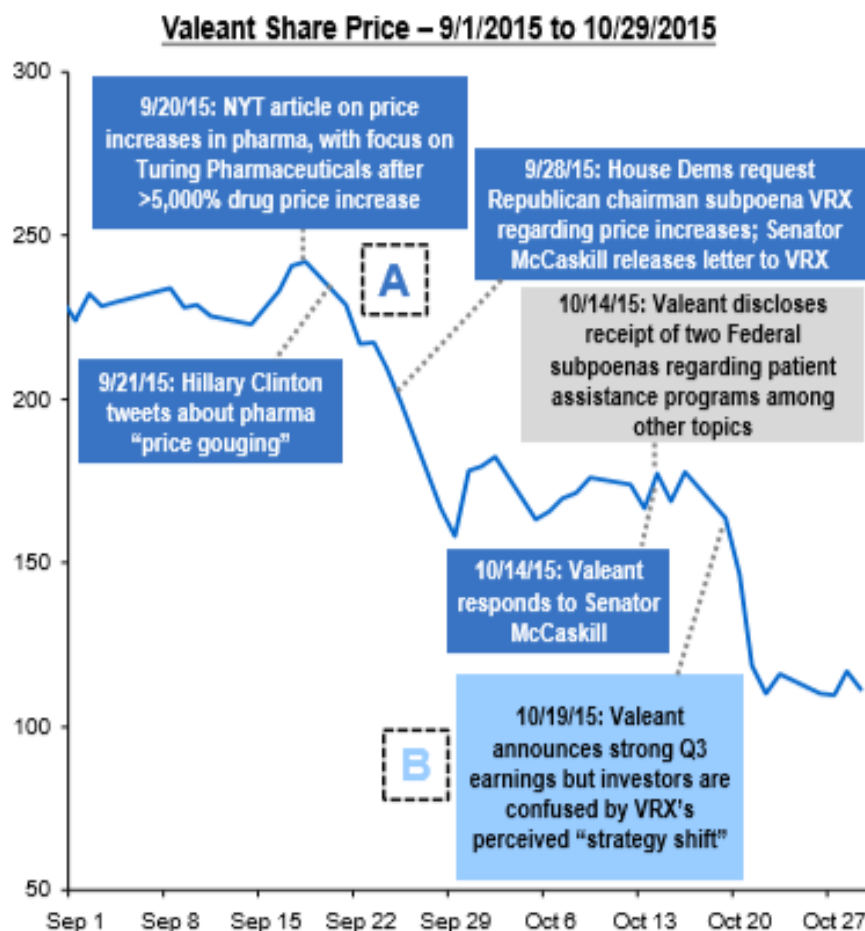 Valeant Share Price – 9/1/2015 to 10/29/2015
300
250
200
150
100
50
9/20/15: NYT article on price
increases in pharma, with focus on
Turing Pharmaceuticals after
>5,000% drug price increase
9/28/15: House Dems request
Republican chairman subpoena VRX
regarding price increases; Senator
McCaskill releases letter to VRX
A
10/14/15: Valeant discloses
receipt of two Federal
subpoenas regarding patient
assistance programs among
other topics
9/21/15: Hillary Clinton
tweets about pharma
“price gouging”
10/14/15: Valeant
responds to Senator
McCaskill
B
10/19/15: Valeant
announces strong Q3
earnings but investors are
confused by VRX’s
perceived “strategy shift”
Sep 1 Sep 8 Sep 15 Sep 22 Sep 29 Oct 6 Oct 13 Oct 20 Oct 27